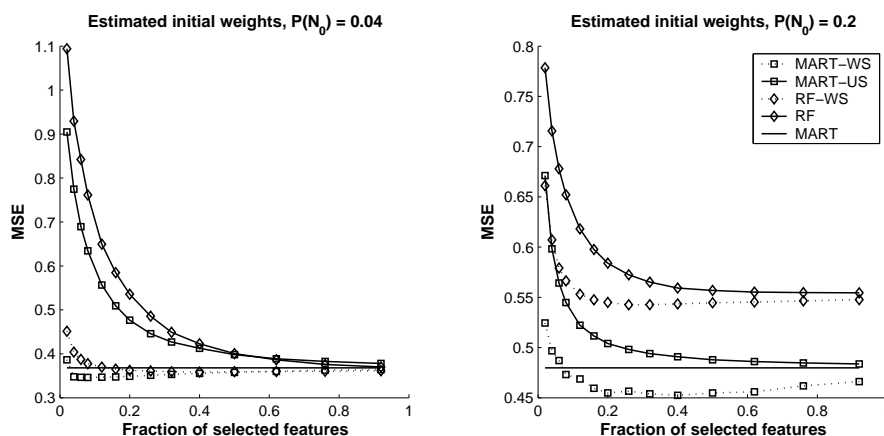 Estimated initial weights, P(N0) = 0.04
1.1
1
0.9
0.8
0.7
0.6
0.5
0.4
0.3
MSE
0
0.2
0.4
0.6
0.8
1
Fraction of selected features
Estimated initial weights, P(N0) = 0.2
0.8
0.75
0.7
0.65
0.6
0.55
0.5
0.45
MSE
0
0.2
0.4
0.6
0.8
MART-WS
MART-US
RF-WS
RF
MART
Fraction of selected features